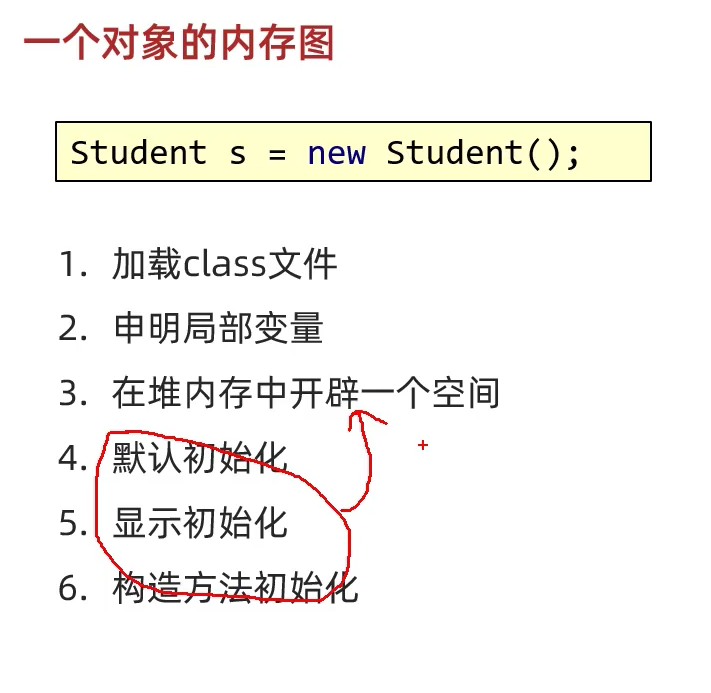 一个对象的内存图
Student s = new Student();
1. 加载class文件
2. 申明局部变量
3. 在堆内存中开辟一个空间
4. 默认初始化
5. 显示初始化
6. 构造方法初始化